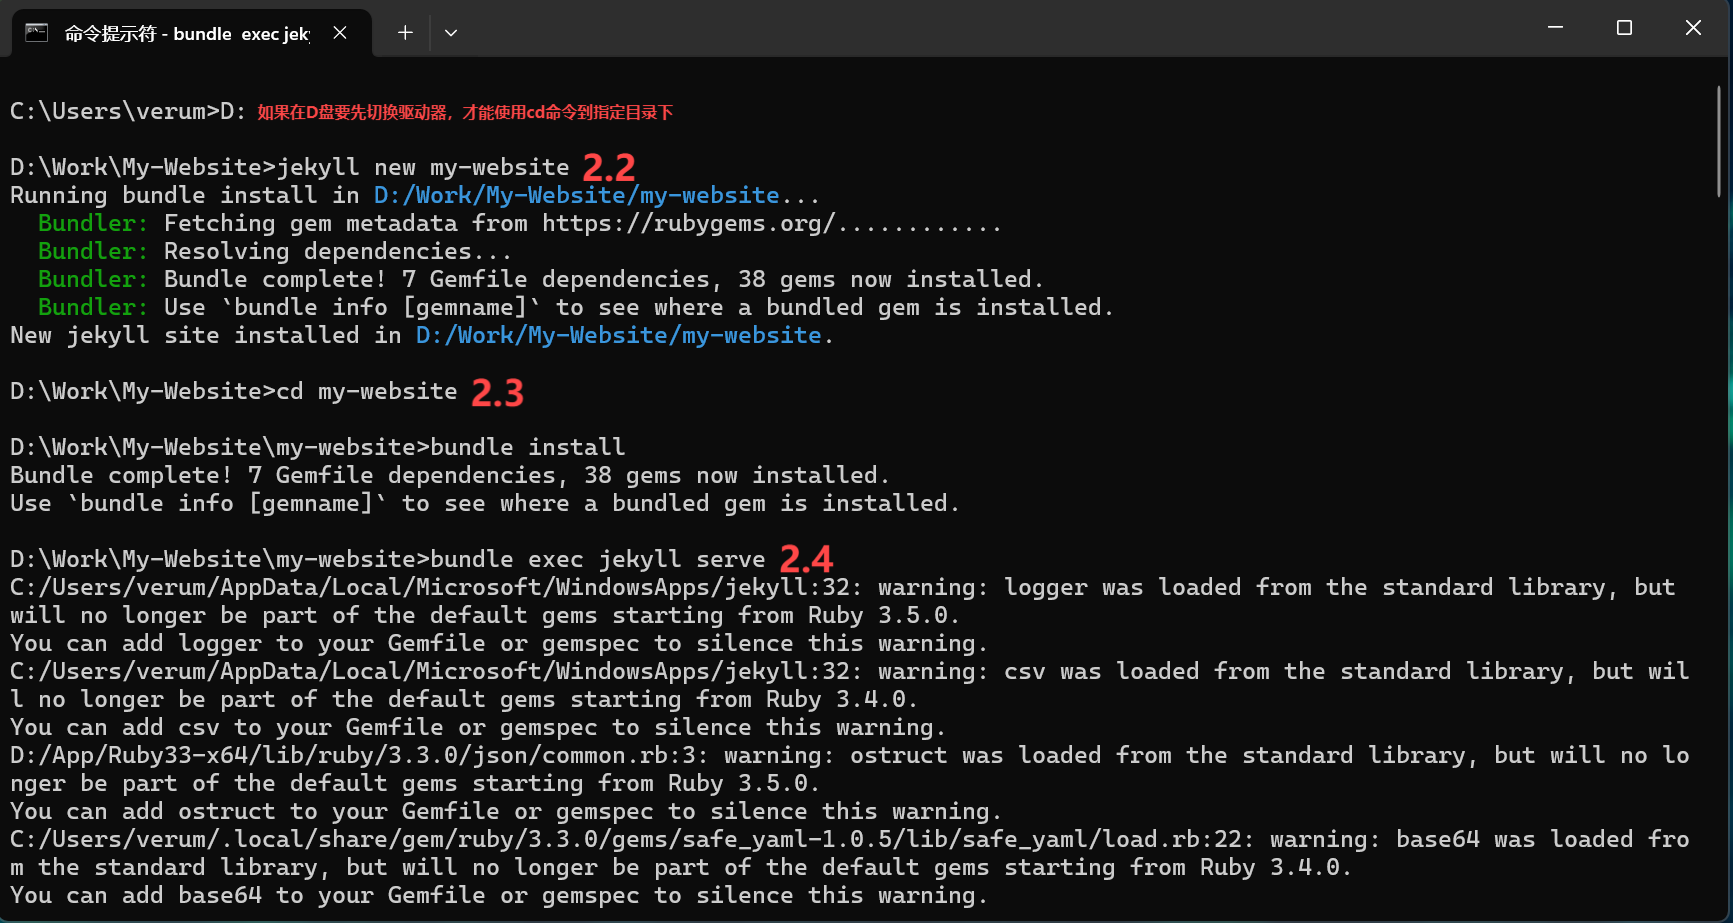 命令提示符 - bundle  exec jek
C:\Users\verum>D: 如果在D盘要先切换驱动器，才能使用cd命令到指定目录下
D:\Work\My-Website>jekyll new my-website 2.2
Running bundle install in D:/Work/My-Website/my-website...
  Bundler: Fetching gem metadata from https://rubygems.org/............
  Bundler: Resolving dependencies...
  Bundler: Bundle complete! 7 Gemfile dependencies, 38 gems now installed.
  Bundler: Use `bundle info [gemname]` to see where a bundled gem is installed.
New jekyll site installed in D:/Work/My-Website/my-website.
D:\Work\My-Website>cd my-website 2.3
D:\Work\My-Website\my-website>bundle install
Bundle complete! 7 Gemfile dependencies, 38 gems now installed.
Use `bundle info [gemname]` to see where a bundled gem is installed.
D:\Work\My-Website\my-website>bundle exec jekyll serve 2.4
C:/Users/verum/AppData/Local/Microsoft/WindowsApps/jekyll:32: warning: logger was loaded from the standard library, but
will no longer be part of the default gems starting from Ruby 3.5.0.
You can add logger to your Gemfile or gemspec to silence this warning.
C:/Users/verum/AppData/Local/Microsoft/WindowsApps/jekyll:32: warning: csv was loaded from the standard library, but wil
l no longer be part of the default gems starting from Ruby 3.4.0.
You can add csv to your Gemfile or gemspec to silence this warning.
D:/App/Ruby33-x64/lib/ruby/3.3.0/json/common.rb:3: warning: ostruct was loaded from the standard library, but will no lo
nger be part of the default gems starting from Ruby 3.5.0.
You can add ostruct to your Gemfile or gemspec to silence this warning.
C:/Users/verum/.local/share/gem/ruby/3.3.0/gems/safe_yaml-1.0.5/lib/safe_yaml/load.rb:22: warning: base64 was loaded fro
m the standard library, but will no longer be part of the default gems starting from Ruby 3.4.0.
You can add base64 to your Gemfile or gemspec to silence this warning.